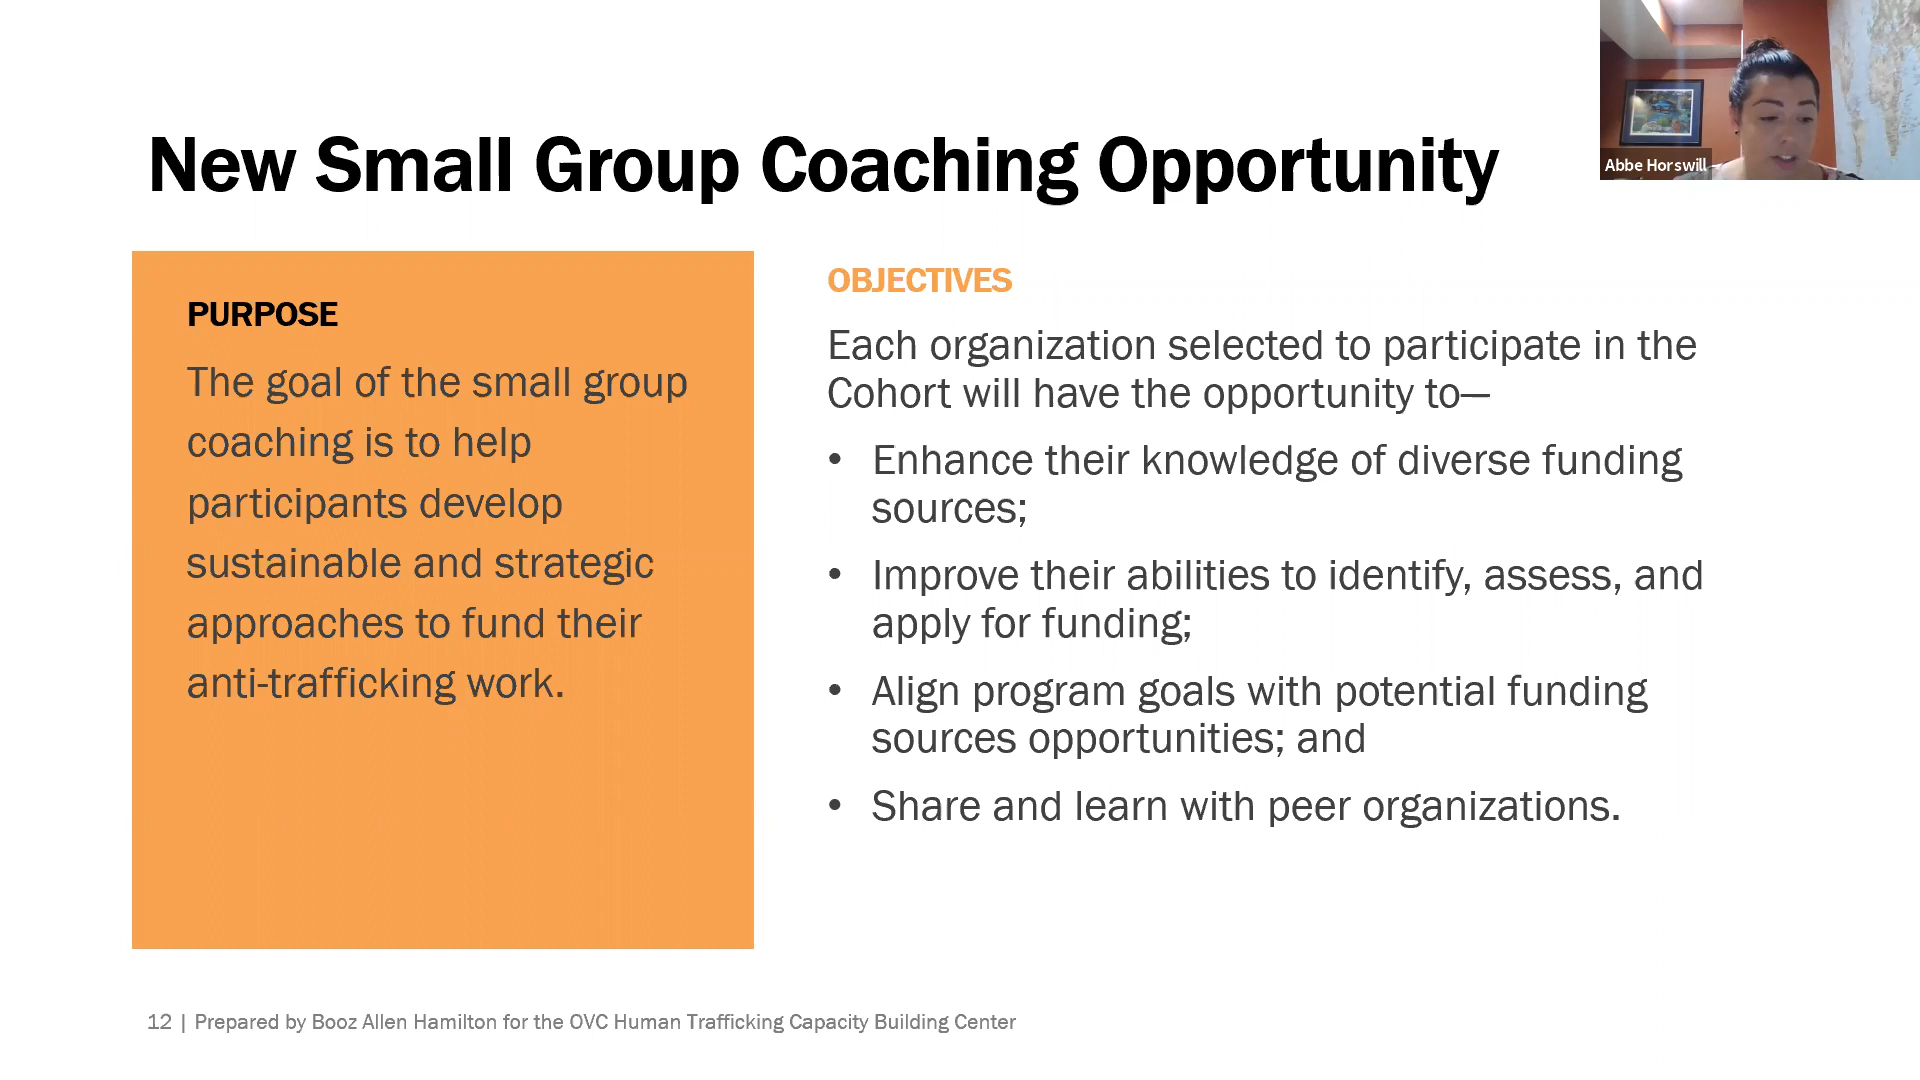 New Small Group Coaching Opportunity
Abbe Horswill
PURPOSE
The goal of the small group
coaching is to help
participants develop
sustainable and strategic
approaches to fund their
anti-trafficking work.
OBJECTIVES
Each organization selected to participate in the
Cohort will have the opportunity to—
• Enhance their knowledge of diverse funding
sources;
• Improve their abilities to identify, assess, and
apply for funding;
• Align program goals with potential funding
sources opportunities; and
• Share and learn with peer organizations.
12 | Prepared by Booz Allen Hamilton for the OVC Human Trafficking Capacity Building Center